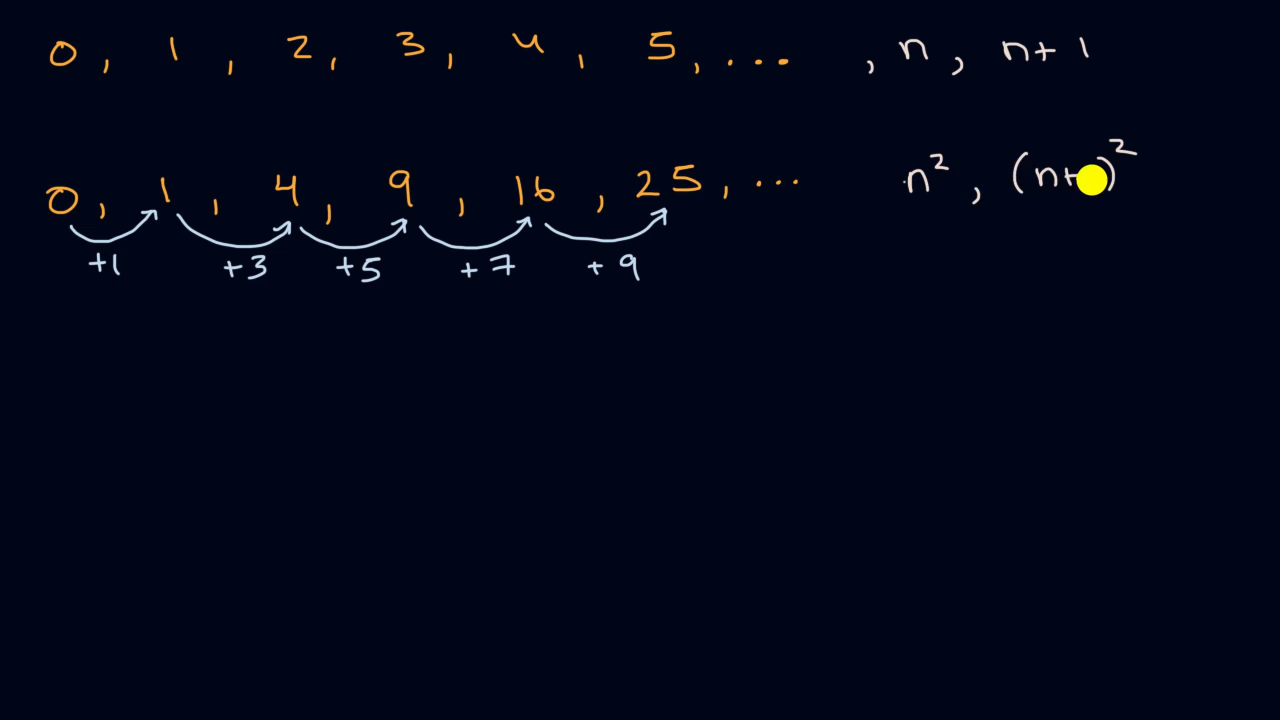 0, 1, 2, 3, 4, 5, ... , n, n+1
0, 1, 4, 9, 16, 25, ... n², (n+ )²
+1 +3 +5 +7 +9